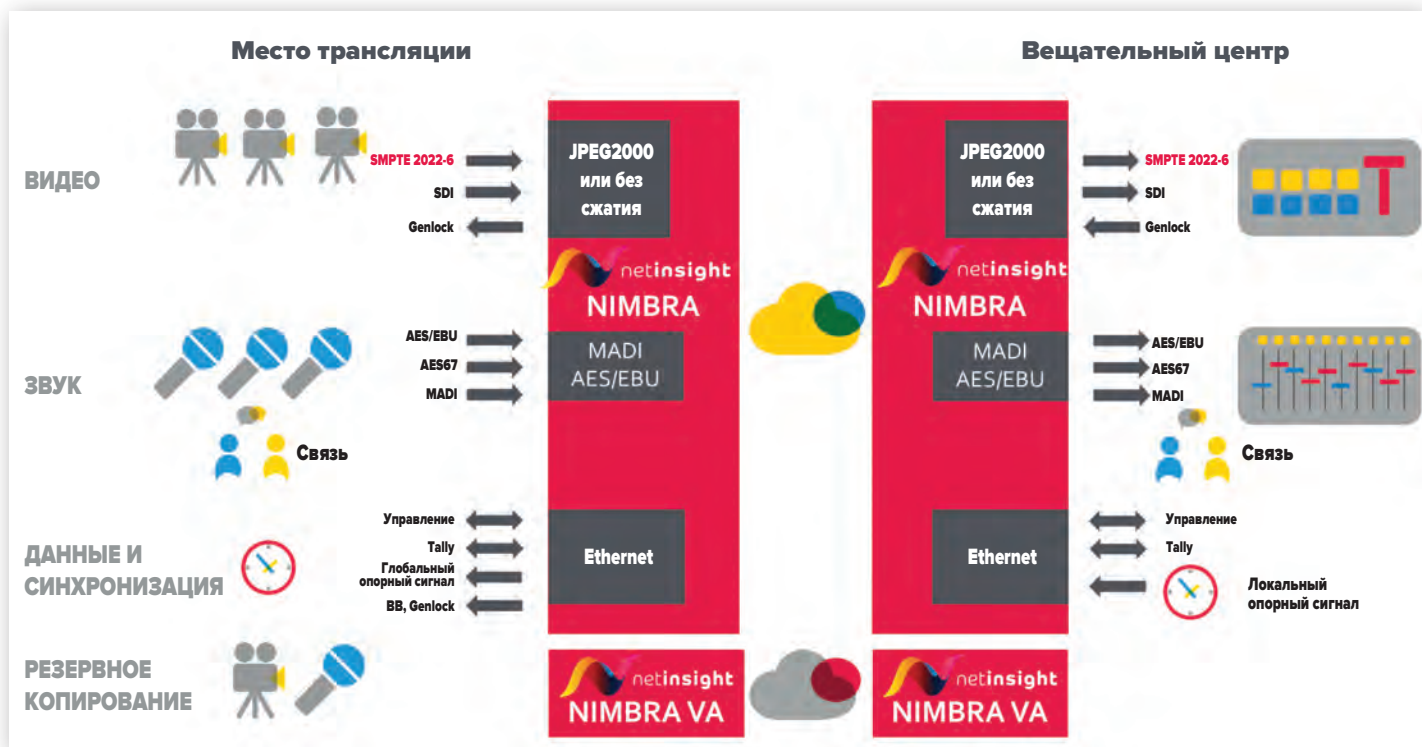 Место трансляции
Вещательный центр
ВИДЕО
SMPTE 2022-6
SDI
Genlock
JPEG2000
или без
сжатия
netinsight
NIMBRA
JPEG2000
или без
сжатия
netinsight
NIMBRA
SMPTE 2022-6
SDI
Genlock
ЗВУК
AES/EBU
AES67
MADI
Связь
MADI
AES/EBU
MADI
AES/EBU
AES/EBU
AES67
MADI
Связь
ДАННЫЕ И
СИНХРОНИЗАЦИЯ
Управление
Tally
Глобальный
опорный сигнал
BB, Genlock
Ethernet
Ethernet
Управление
Tally
Локальный
опорный сигнал
РЕЗЕРВНОЕ
КОПИРОВАНИЕ
netinsight
NIMBRA VA
netinsight
NIMBRA VA